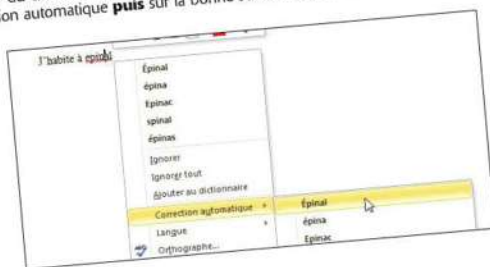 on automatique puis sur la bonne
J'habite à epinal
Épinal
épina
Epinac
spinal
épinas
Ignorer
Ignorer tout
Ajouter au dictionnaire
Correction automatique
Épinal
Langue
épina
Orthographe...
Epinac